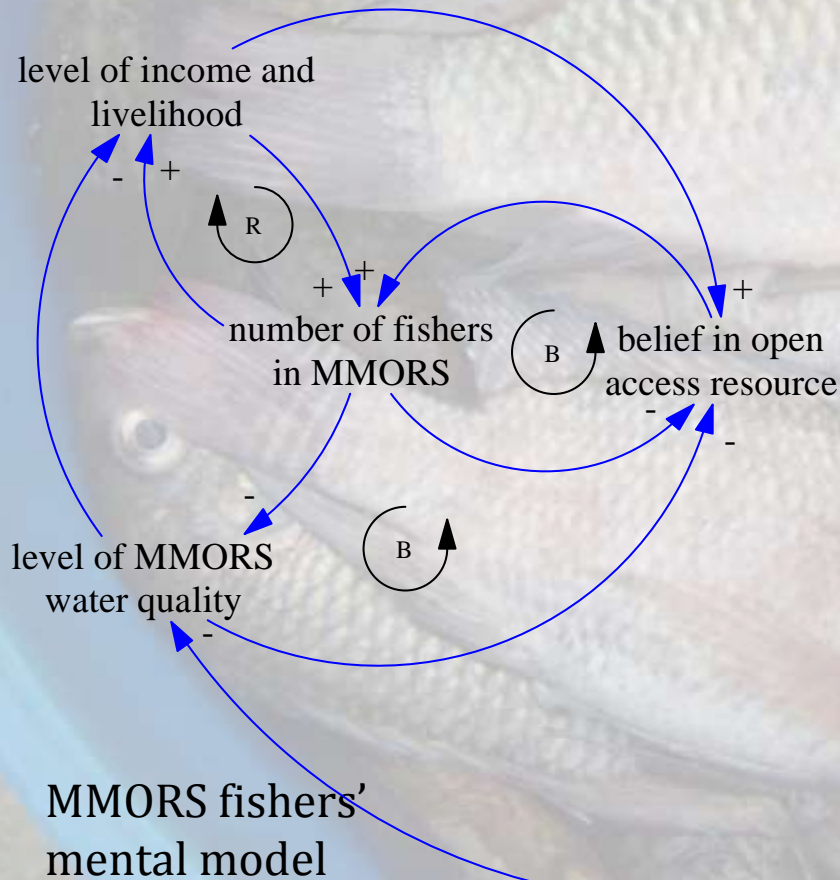 level of income and
livelihood
-
+
R
+
+
number of fishers
in MMORS
B
+
belief in open
access resource
-
-
-
B
level of MMORS
water quality
-
MMORS fishers'
mental model